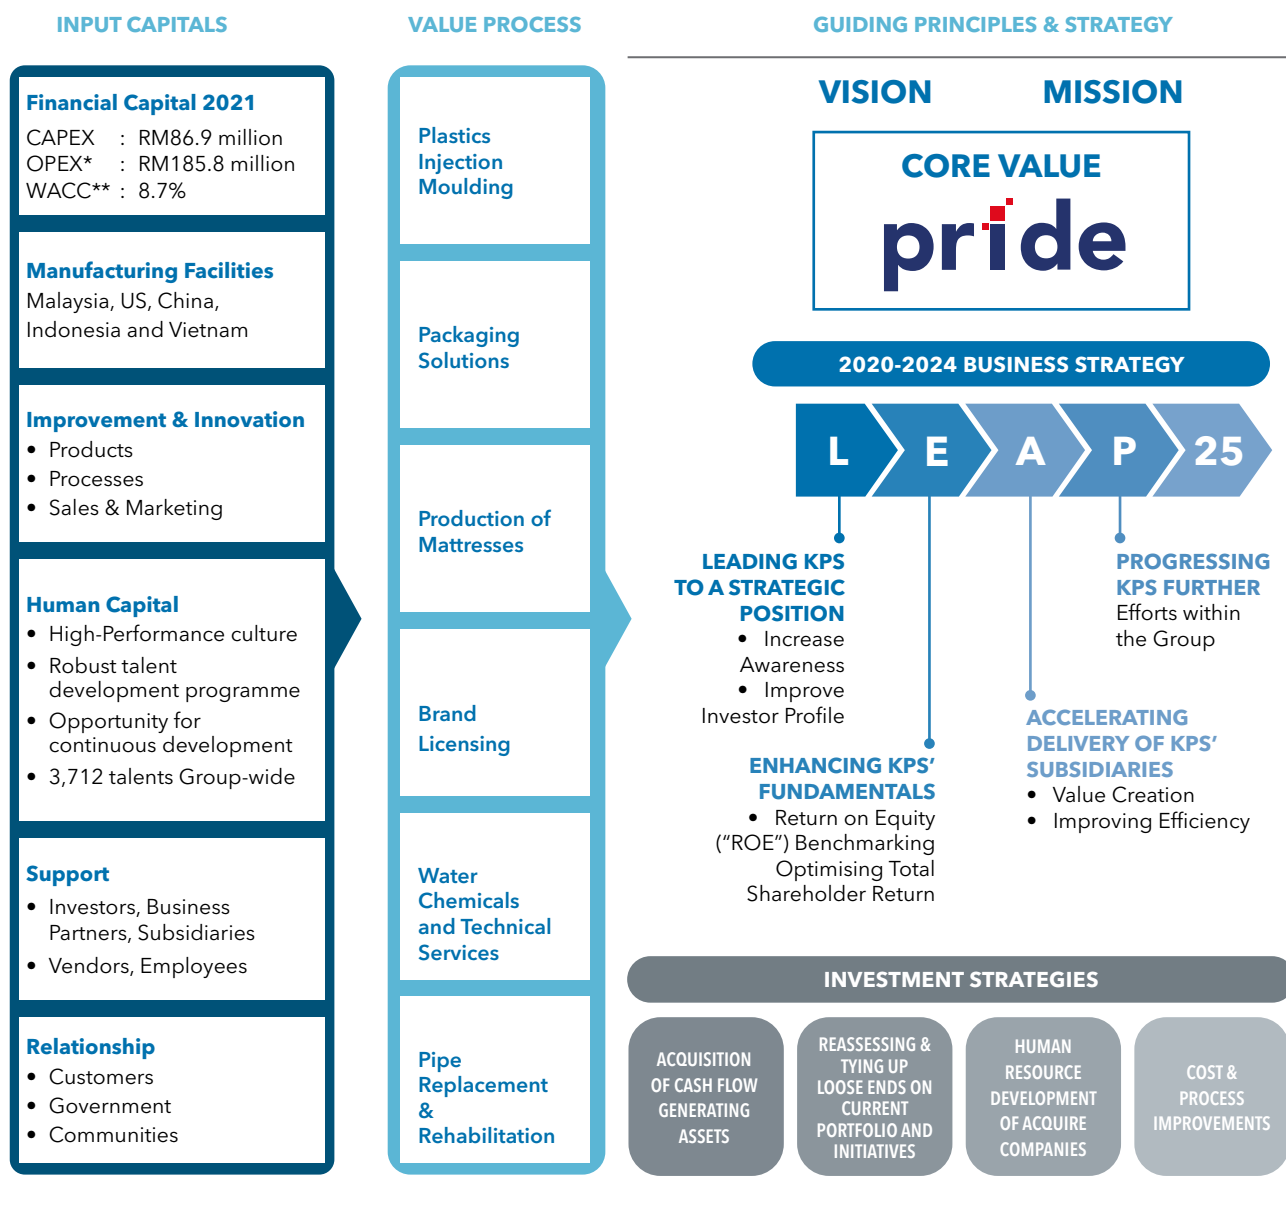 INPUT CAPITALS
Financial Capital 2021
CAPEX : RM86.9 million
OPEX* : RM185.8 million
WACC** : 8.7%
Manufacturing Facilities
Malaysia, US, China,
Indonesia and Vietnam
Improvement & Innovation
• Products
• Processes
• Sales & Marketing
Human Capital
• High-Performance culture
• Robust talent
development programme
• Opportunity for
continuous development
• 3,712 talents Group-wide
Support
• Investors, Business
Partners, Subsidiaries
• Vendors, Employees
Relationship
• Customers
• Government
• Communities
VALUE PROCESS
Plastics
Injection
Moulding
Packaging
Solutions
Production of
Mattresses
Brand
Licensing
Water
Chemicals
and Technical
Services
Pipe
Replacement
&
Rehabilitation
GUIDING PRINCIPLES & STRATEGY
VISION MISSION
CORE VALUE
pride
2020-2024 BUSINESS STRATEGY
L E A P 25
LEADING KPS
TO A STRATEGIC
POSITION
• Increase
Awareness
• Improve
Investor Profile
ENHANCING KPS’
FUNDAMENTALS
• Return on Equity
(“ROE”) Benchmarking
Optimising Total
Shareholder Return
ACCELERATING
DELIVERY OF KPS’
SUBSIDIARIES
• Value Creation
• Improving Efficiency
PROGRESSING
KPS FURTHER
Efforts within
the Group
INVESTMENT STRATEGIES
ACQUISITION
OF CASH FLOW
GENERATING
ASSETS
REASSESSING &
TYING UP
LOOSE ENDS ON
CURRENT
PORTFOLIO AND
INITIATIVES
HUMAN
RESOURCE
DEVELOPMENT
OF ACQUIRE
COMPANIES
COST &
PROCESS
IMPROVEMENTS